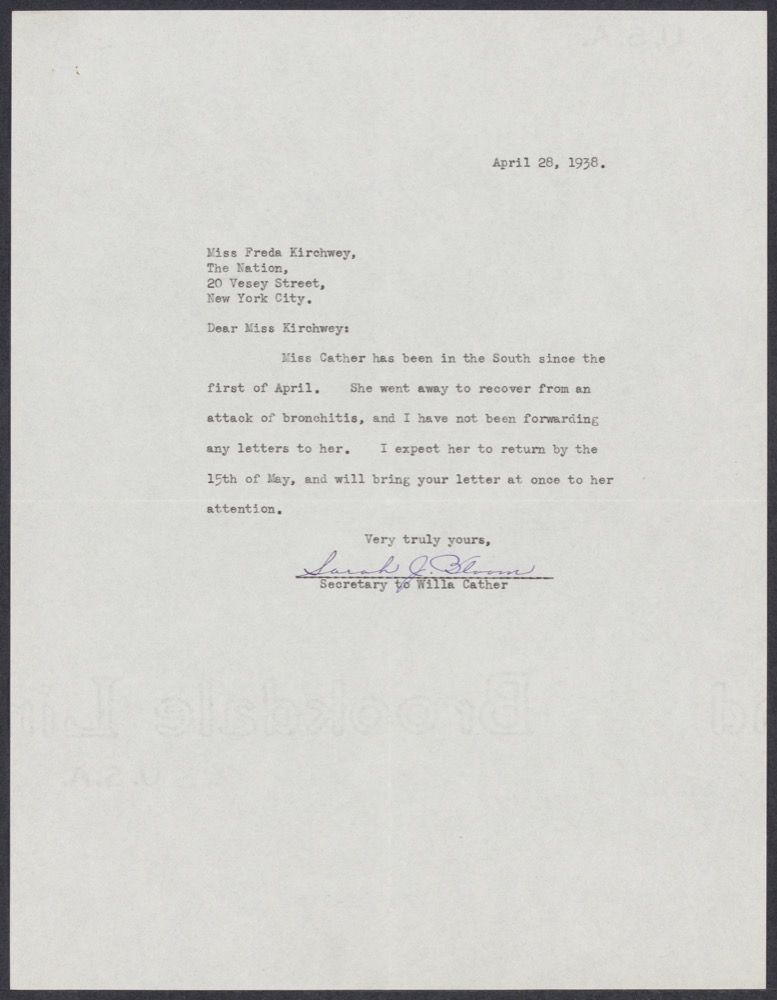 April 28, 1938.
Miss Freda Kirchwey,
The Nation,
20 Vesey Street,
New York City.
Dear Miss Kirchwey:
Miss Cather has been in the South since the
first of April. She went away to recover from an
attack of bronchitis, and I have not been forwarding
any letters to her. I expect her to return by the
15th of May, and will bring your letter at once to her
attention.
Very truly yours,
Sarah J. Bloom
Secretary to Willa Cather
U.S.A.
Brookdale Lin
U.S.A.